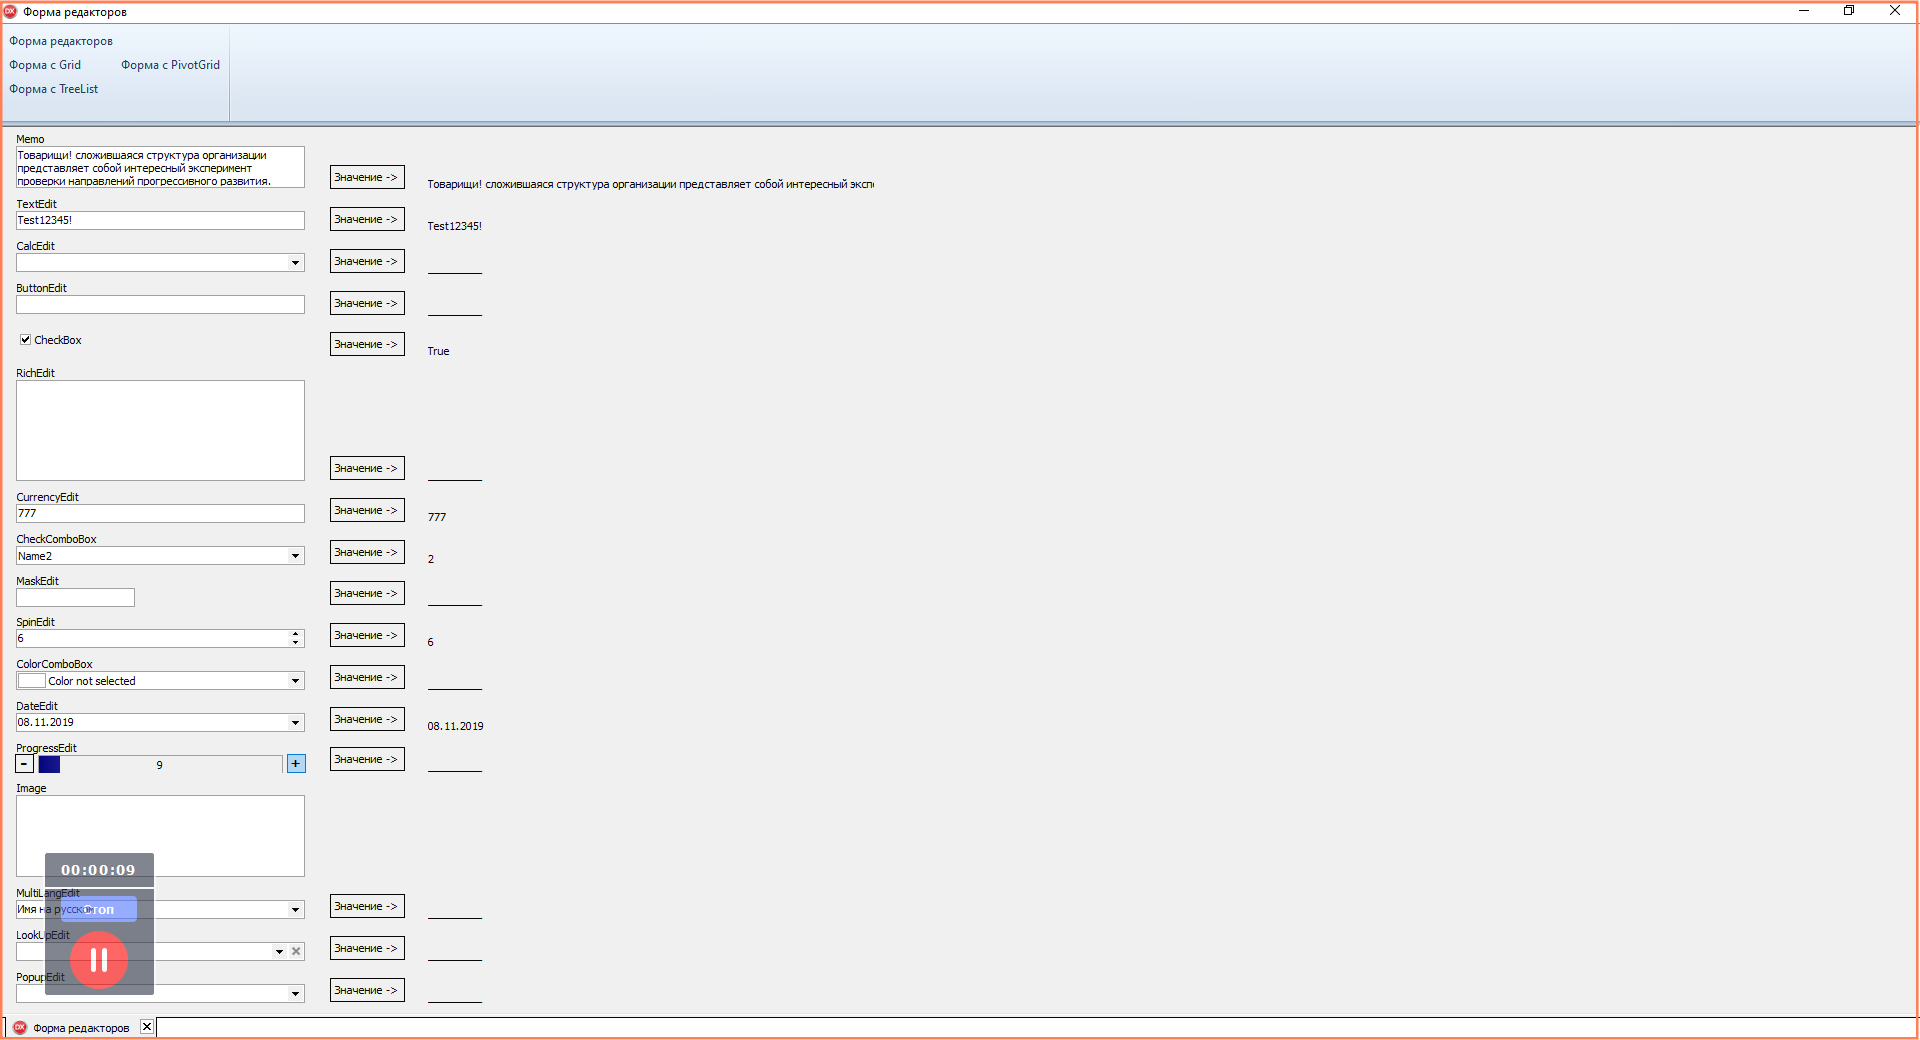 Форма редакторов
Форма редакторов
Форма с Grid
Форма с PivotGrid
Форма с TreeList
Memo
Товарищи! сложившаяся структура организации
представляет собой интересный эксперимент
проверки направлений прогрессивного развития.
Значение ->
Товарищи! сложившаяся структура организации представляет собой интересный эксп
TextEdit
Test12345!
Значение ->
Test12345!
CalcEdit
Значение ->
ButtonEdit
Значение ->
CheckBox
Значение ->
True
RichEdit
Значение ->
CurrencyEdit
777
Значение ->
777
CheckComboBox
Name2
Значение ->
2
MaskEdit
Значение ->
SpinEdit
6
Значение ->
6
ColorComboBox
Color not selected
Значение ->
DateEdit
08.11.2019
Значение ->
08.11.2019
ProgressEdit
-
9
+
Значение ->
Image
00:00:09
MultiLangEdit
Имя на русском
Стоп
Значение ->
LookUpEdit
Значение ->
PopupEdit
Значение ->
Форма редакторов